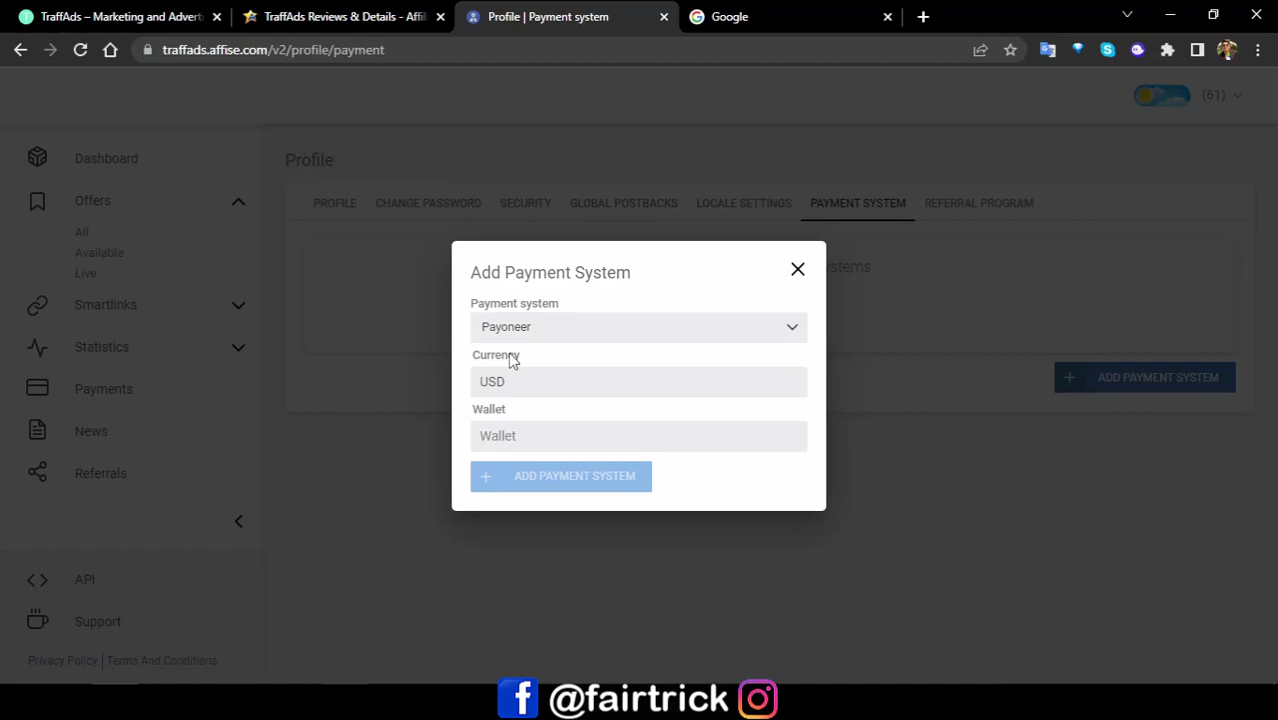 TraffAds – Marketing and Advert
TraffAds Reviews & Details - Affil
Profile | Payment system
Google
traffads.affise.com/v2/profile/payment
(61)
Dashboard
Offers
All
Available
Live
Smartlinks
Statistics
Payments
News
Referrals
API
Support
Privacy Policy | Terms And Conditions
Profile
PROFILE CHANGE PASSWORD SECURITY GLOBAL POSTBACKS LOCALE SETTINGS PAYMENT SYSTEM REFERRAL PROGRAM
ADD PAYMENT SYSTEM
Add Payment System
Payment system
Payoneer
Currency
USD
Wallet
Wallet
ADD PAYMENT SYSTEM
@fairtrick